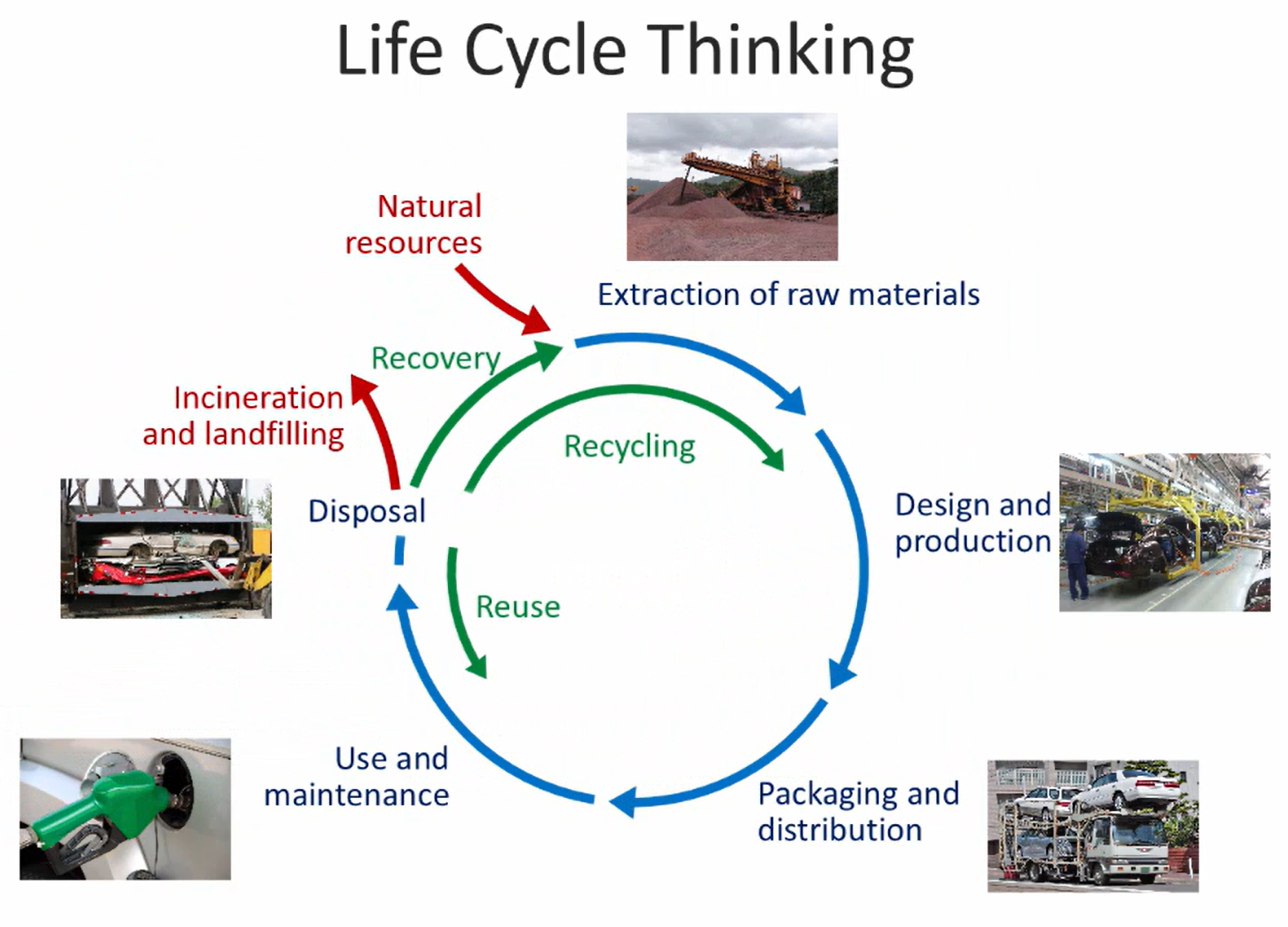 Life Cycle Thinking
Natural
resources
Extraction of raw materials
Recovery
Incineration
and landfilling
Recycling
Disposal
Design and
production
Reuse
Use and
maintenance
Packaging and
distribution